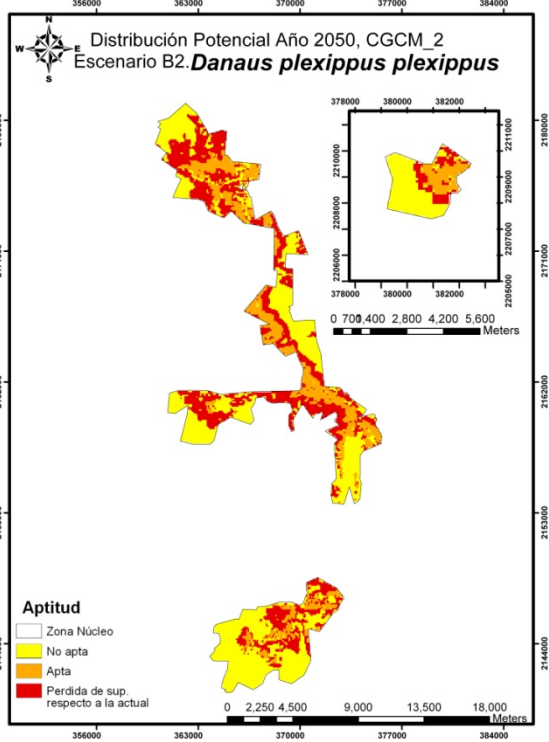 356000 363000 370000 377000 384000
N
W E
S
Distribución Potencial Año 2050, CGCM_2
Escenario B2. Danaus plexippus plexippus
378000 380000 382000
2211000
2210000
2209000
2208000
2207000
2206000
2205000
378000 380000 382000
0 700 1,400 2,800 4,200 5,600
Meters
2180000
2171000
2162000
2153000
2144000
Aptitud
Zona Núcleo
No apta
Apta
Perdida de sup.
respecto a la actual
0 2,250 4,500 9,000 13,500 18,000
Meters
356000 363000 370000 377000 384000